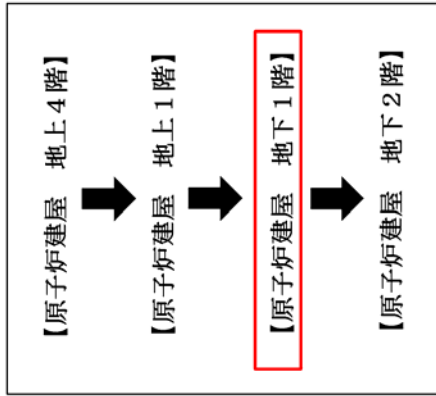 【原子炉建屋　地上４階】
【原子炉建屋　地上１階】
【原子炉建屋　地下１階】
【原子炉建屋　地下２階】